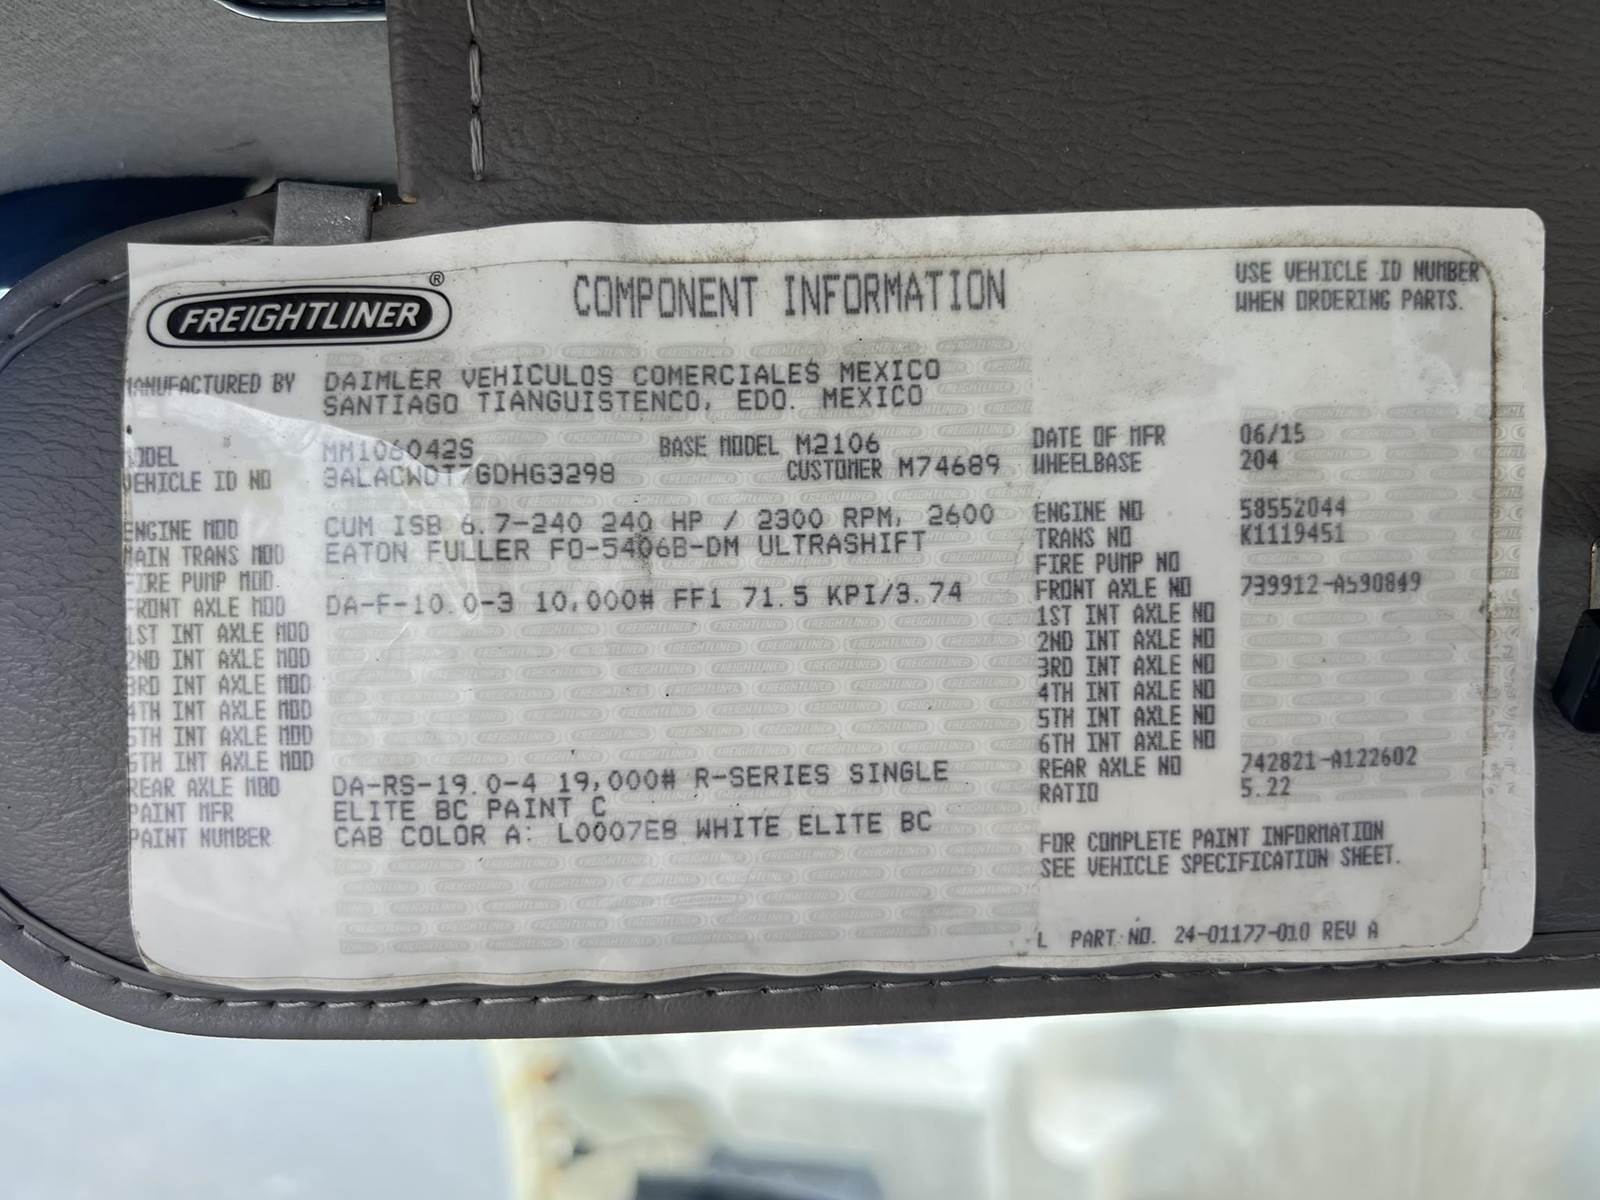 FREIGHTLINER ®
COMPONENT INFORMATION
USE VEHICLE ID NUMBER
WHEN ORDERING PARTS.
MANUFACTURED BY DAIMLER VEHICULOS COMERCIALES MEXICO
SANTIAGO TIANGUISTENCO, EDO. MEXICO
MODEL MM106042S BASE MODEL M2106
VEHICLE ID NO 3ALACWDT7GDHG3298 CUSTOMER M74689
DATE OF MFR 06/15
WHEELBASE 204
ENGINE MOD CUM ISB 6.7-240 240 HP / 2300 RPM, 2600
MAIN TRANS MOD EATON FULLER FO-5406B-DM ULTRASHIFT
FIRE PUMP MOD.
FRONT AXLE MOD DA-F-10.0-3 10,000# FF1 71.5 KPI/3.74
1ST INT AXLE MOD
2ND INT AXLE MOD
3RD INT AXLE MOD
4TH INT AXLE MOD
5TH INT AXLE MOD
6TH INT AXLE MOD
REAR AXLE MOD DA-RS-19.0-4 19,000# R-SERIES SINGLE
PAINT MFR ELITE BC PAINT C
PAINT NUMBER CAB COLOR A: L0007EB WHITE ELITE BC
ENGINE NO 58552044
TRANS NO K1119451
FIRE PUMP NO
FRONT AXLE NO 739912-A590849
1ST INT AXLE NO
2ND INT AXLE NO
3RD INT AXLE NO
4TH INT AXLE NO
5TH INT AXLE NO
6TH INT AXLE NO
REAR AXLE NO 742821-A122602
RATIO 5.22
FOR COMPLETE PAINT INFORMATION
SEE VEHICLE SPECIFICATION SHEET.
L PART NO. 24-01177-010 REV A